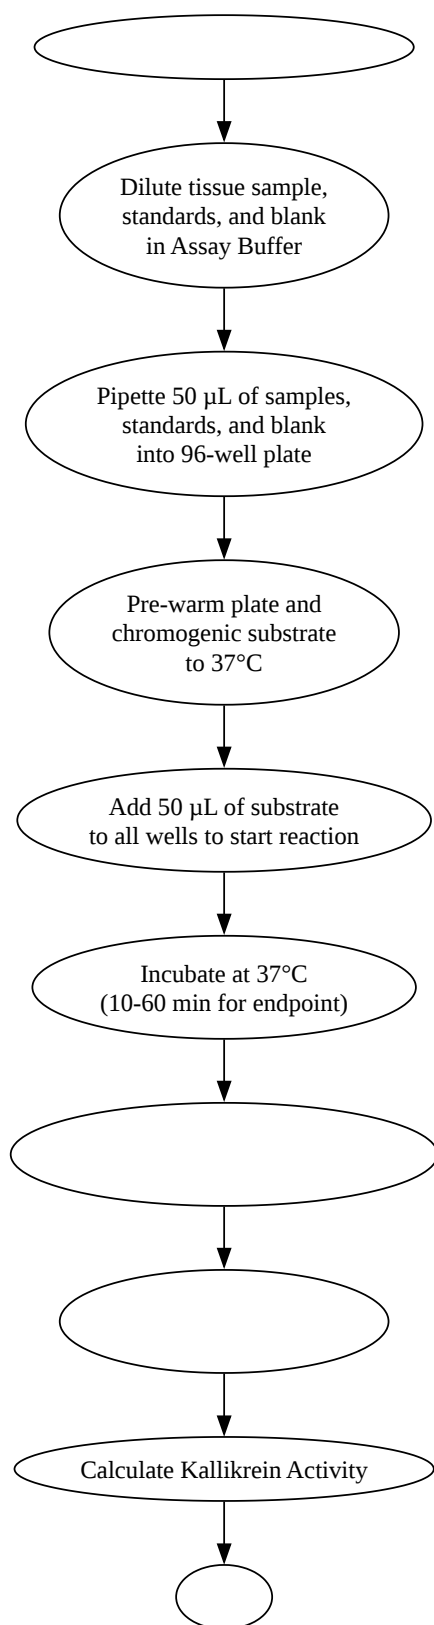 Dilute tissue sample,
standards, and blank
in Assay Buffer
Pipette 50 µL of samples,
standards, and blank
into 96-well plate
Pre-warm plate and
chromogenic substrate
to 37°C
Add 50 µL of substrate
to all wells to start reaction
Incubate at 37°C
(10-60 min for endpoint)
Calculate Kallikrein Activity